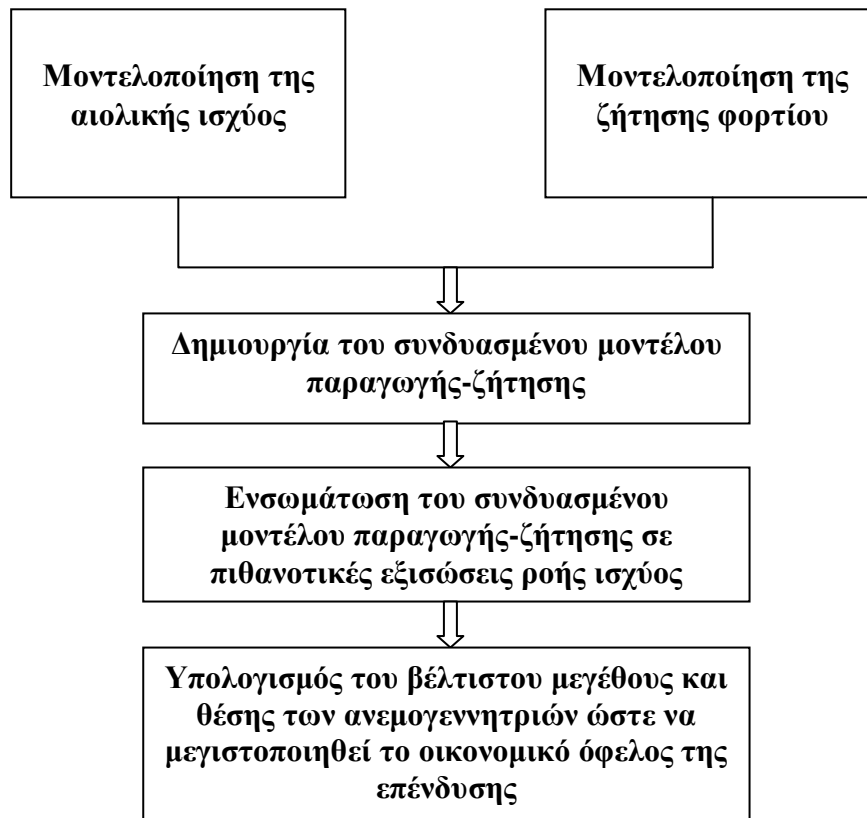 Μοντελοποίηση της
αιολικής ισχύος
Μοντελοποίηση της
ζήτησης φορτίου
Δημιουργία του συνδυασμένου μοντέλου
παραγωγής-ζήτησης
Ενσωμάτωση του συνδυασμένου
μοντέλου παραγωγής-ζήτησης σε
πιθανοτικές εξισώσεις ροής ισχύος
Υπολογισμός του βέλτιστου μεγέθους και
θέσης των ανεμογεννητριών ώστε να
μεγιστοποιηθεί το οικονομικό όφελος της
επένδυσης